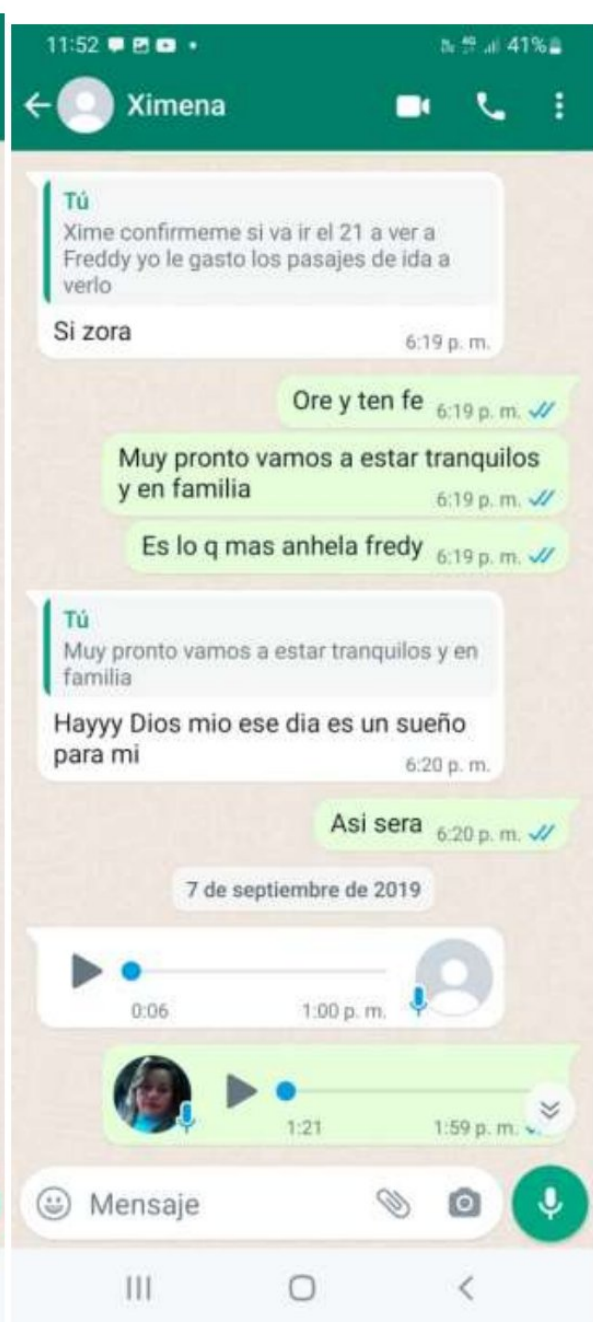 11:52
41%
Ximena
Tú
Xime confirmeme si va ir el 21 a ver a
Freddy yo le gasto los pasajes de ida a
verlo
Si zora
6:19 p. m.
Ore y ten fe 6:19 p. m.
Muy pronto vamos a estar tranquilos
y en familia
6:19 p. m.
Es lo q mas anhela fredy 6:19 p. m.
Tú
Muy pronto vamos a estar tranquilos y en
familia
Hayyy Dios mio ese dia es un sueño
para mi
6:20 p. m.
Asi sera 6:20 p. m.
7 de septiembre de 2019
0:06 1:00 p. m.
1:21 1:59 p. m.
Mensaje